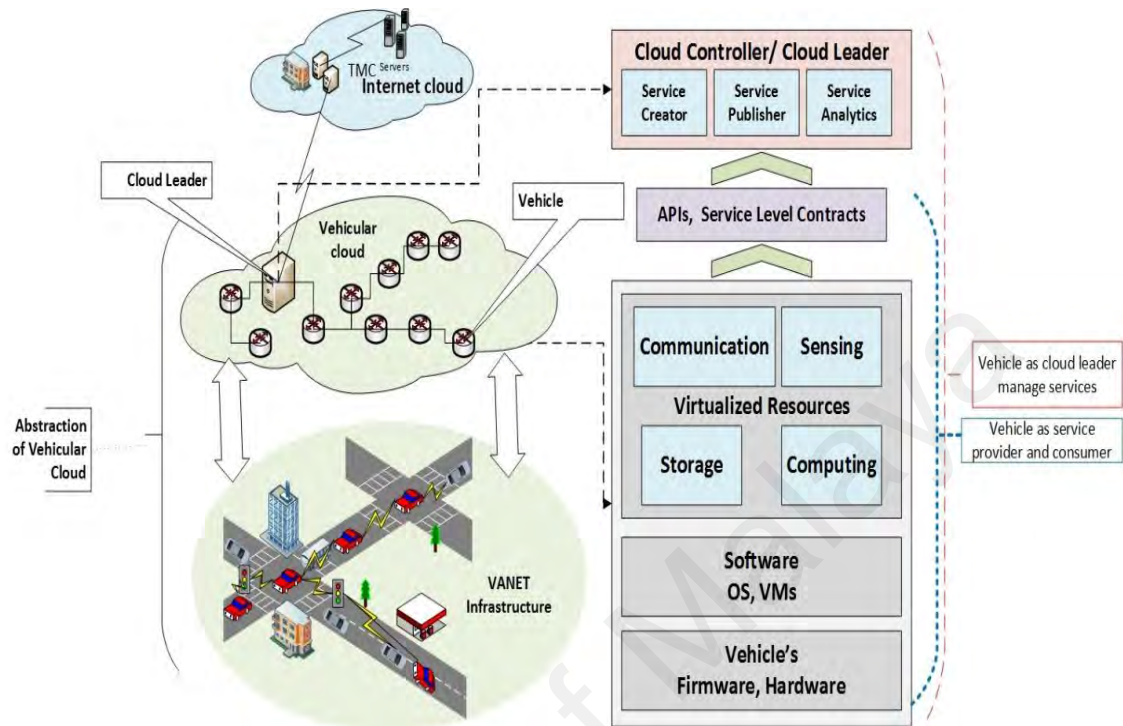 TMC Servers
Internet cloud
Cloud Leader
Vehicle
Vehicular
cloud
Abstraction
of Vehicular
Cloud
VANET
Infrastructure
Cloud Controller/ Cloud Leader
Service
Creator
Service
Publisher
Service
Analytics
APIs, Service Level Contracts
Communication
Sensing
Virtualized Resources
Storage
Computing
Software
OS, VMs
Vehicle's
Firmware, Hardware
Vehicle as cloud leader
manage services
Vehicle as service
provider and consumer
of Malaya